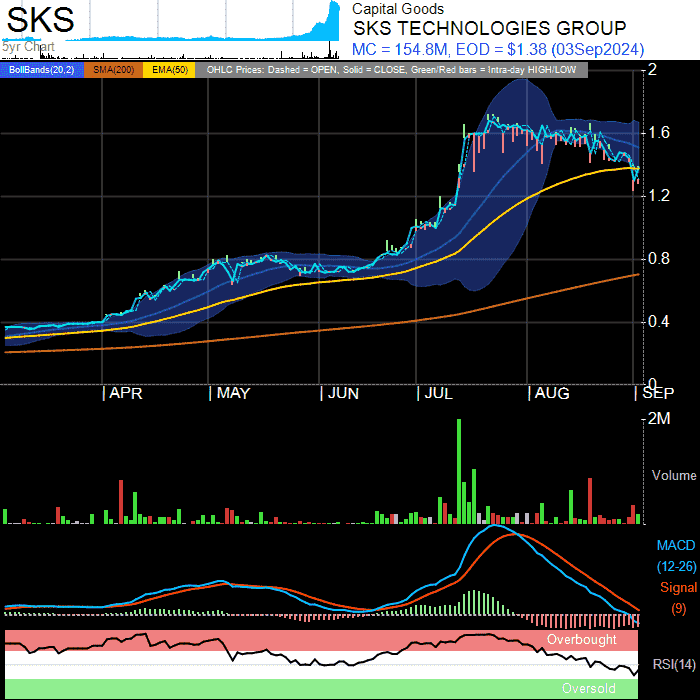 SKS
Capital Goods
SKS TECHNOLOGIES GROUP
5yr Chart
MC = 154.8M, EOD = $1.38 (03Sep2024)
BollBands(20,2) SMA(200) EMA(50) OHLC Prices: Dashed = OPEN, Solid = CLOSE, Green/Red bars = Intra-day HIGH/LOW
2
1.6
1.2
0.8
0.4
0
APR MAY JUN JUL AUG SEP
2M
Volume
MACD
(12-26)
Signal
(9)
Overbought
RSI(14)
Oversold